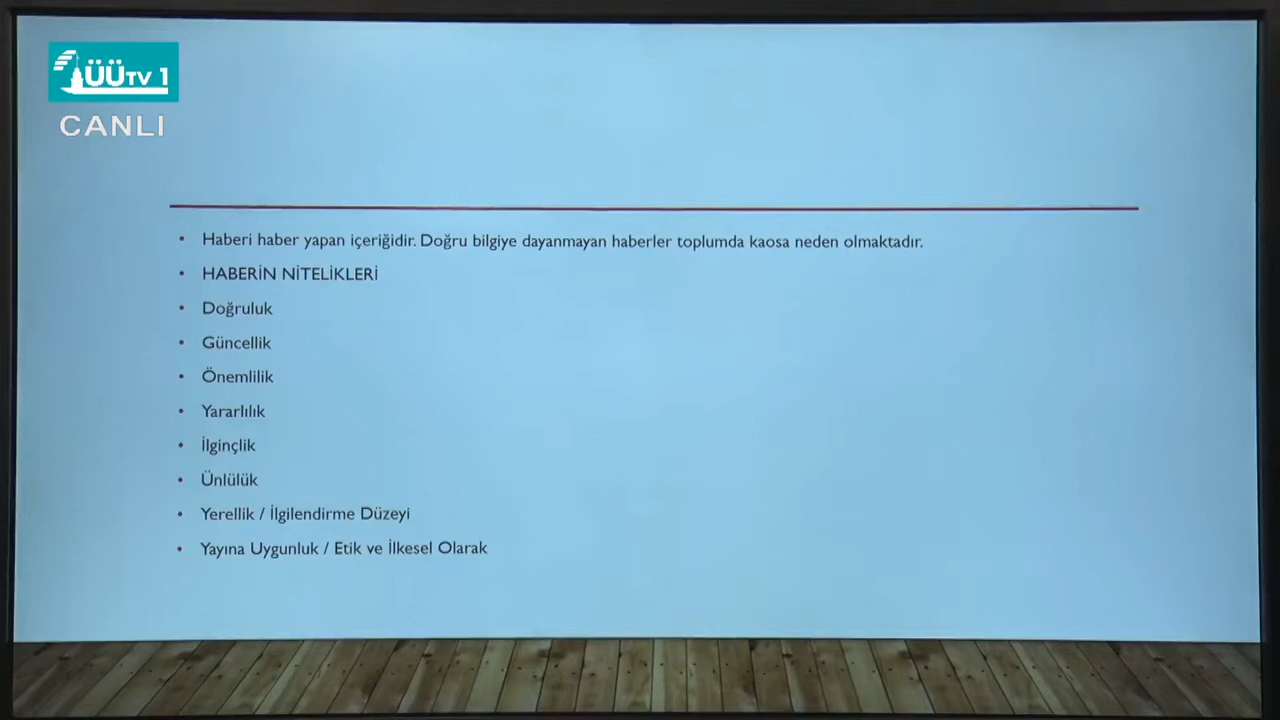 ÜÜTV 1
CANLI
• Haberi haber yapan içeriğidir. Doğru bilgiye dayanmayan haberler toplumda kaosa neden olmaktadır.
• HABERİN NİTELİKLERİ
• Doğruluk
• Güncellik
• Önemlilik
• Yararlılık
• İlginçlik
• Ünlülük
• Yerellik / İlgilendirme Düzeyi
• Yayına Uygunluk / Etik ve İlkesel Olarak